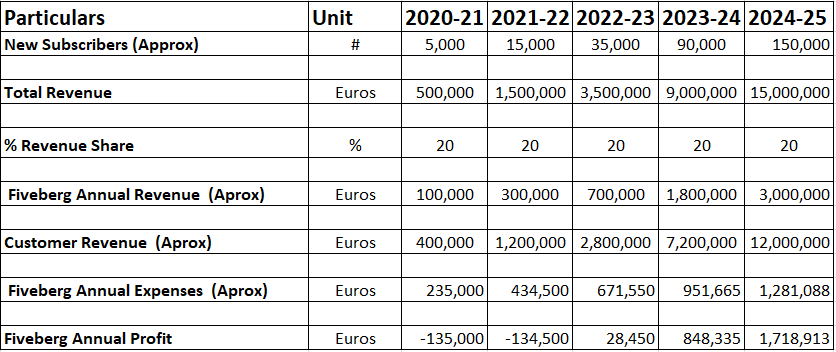 Particulars Unit 2020-21 2021-22 2022-23 2023-24 2024-25
New Subscribers (Approx) # 5,000 15,000 35,000 90,000 150,000
Total Revenue Euros 500,000 1,500,000 3,500,000 9,000,000 15,000,000
% Revenue Share % 20 20 20 20 20
Fiveberg Annual Revenue (Aprox) Euros 100,000 300,000 700,000 1,800,000 3,000,000
Customer Revenue (Aprox) Euros 400,000 1,200,000 2,800,000 7,200,000 12,000,000
Fiveberg Annual Expenses (Aprox) Euros 235,000 434,500 671,550 951,665 1,281,088
Fiveberg Annual Profit Euros -135,000 -134,500 28,450 848,335 1,718,913